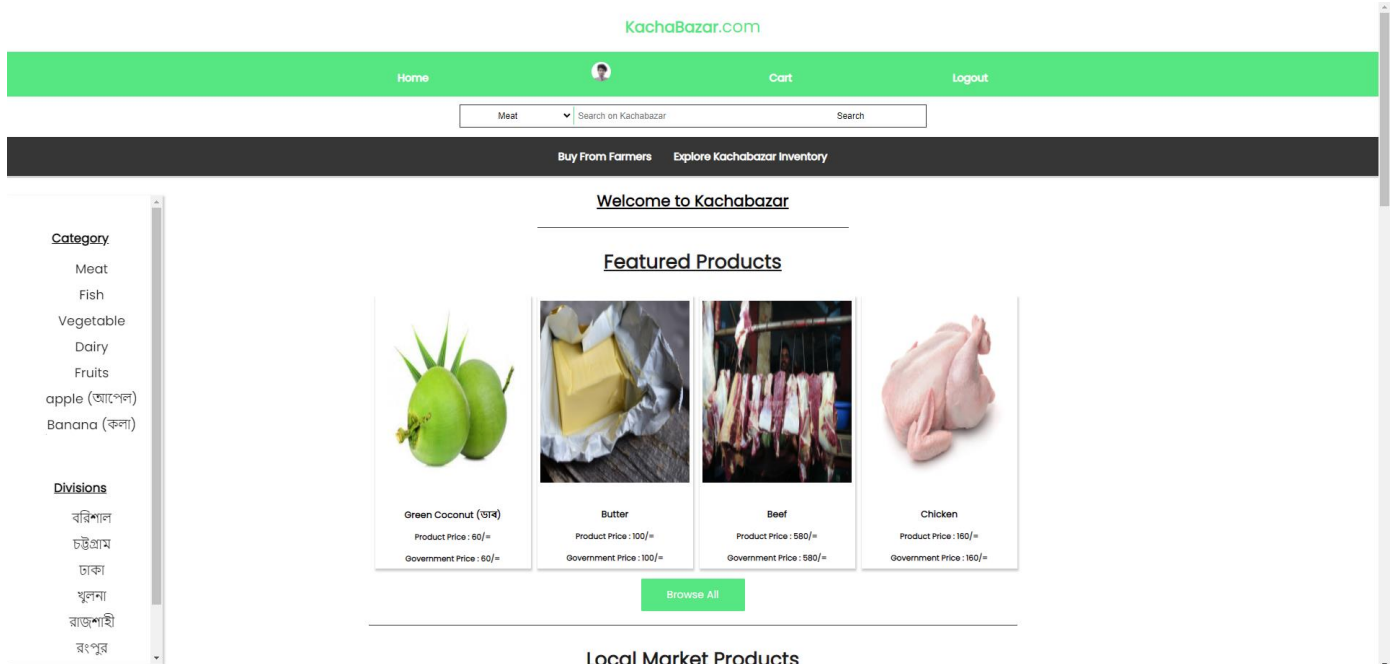 KachaBazar.com
Home Cart Logout
Meat Search on Kachabazar Search
Buy From Farmers Explore Kachabazar Inventory
Category
Meat
Fish
Vegetable
Dairy
Fruits
apple (আপেল)
Banana (কলা)
Divisions
বরিশাল
চট্টগ্রাম
ঢাকা
খুলনা
রাজশাহী
রংপুর
Welcome to Kachabazar
Featured Products
Green Coconut (ডাব)
Product Price : 60/=
Government Price : 60/=
Butter
Product Price : 100/=
Government Price : 100/=
Beef
Product Price : 580/=
Government Price : 580/=
Chicken
Product Price : 160/=
Government Price : 160/=
Browse All
Local Market Products